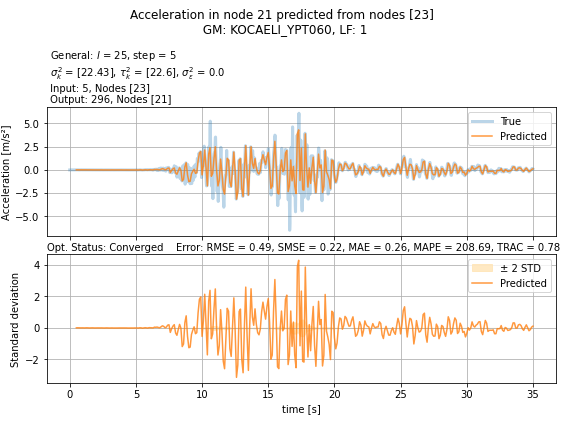 Acceleration in node 21 predicted from nodes [23]
GM: KOCAELI_YPT060, LF: 1
General: l = 25, step = 5
σ²ₖ = [22.43], τ²ₖ = [22.6], σ²ε = 0.0
Input: 5, Nodes [23]
Output: 296, Nodes [21]
Acceleration [m/s²]
5.0
2.5
0.0
−2.5
−5.0
True
Predicted
Opt. Status: Converged    Error: RMSE = 0.49, SMSE = 0.22, MAE = 0.26, MAPE = 208.69, TRAC = 0.78
Standard deviation
4
2
0
−2
± 2 STD
Predicted
0 5 10 15 20 25 30 35
time [s]